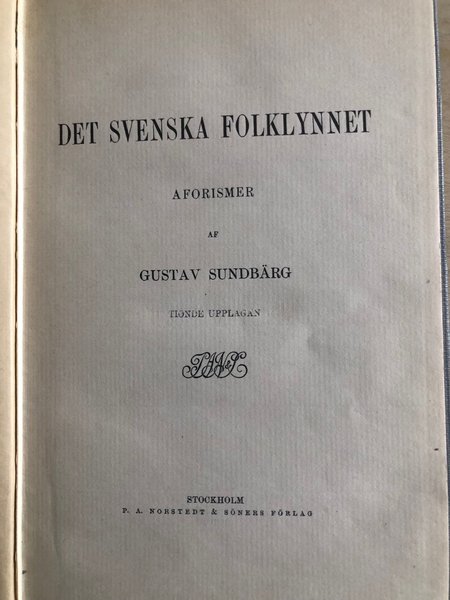 DET SVENSKA FOLKLYNNET
AFORISMER
AF
GUSTAV SUNDBÄRG
TIONDE UPPLAGAN
STOCKHOLM
P. A. NORSTEDT & SÖNERS FÖRLAG